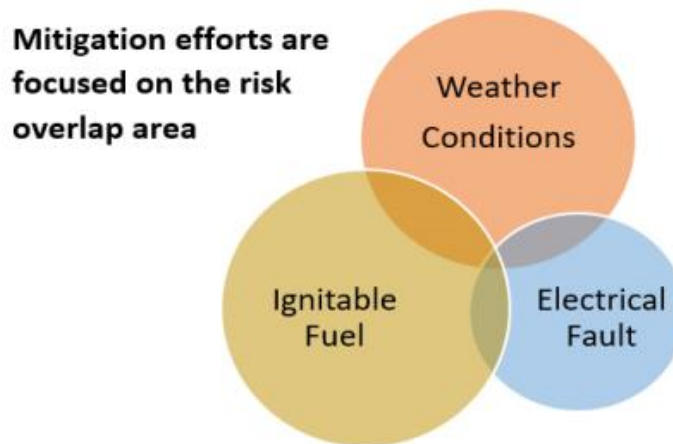 Mitigation efforts are
focused on the risk
overlap area
Weather
Conditions
Ignitable
Fuel
Electrical
Fault